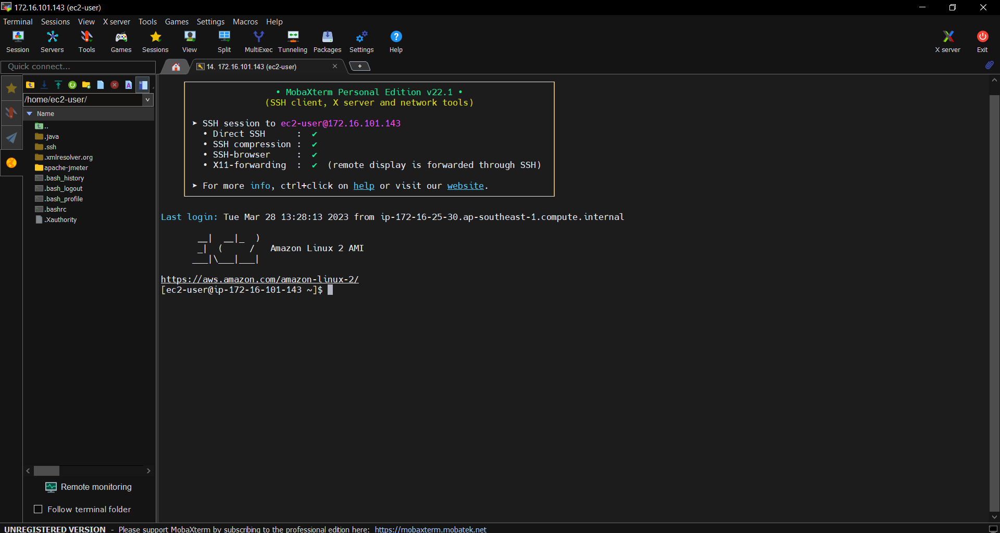 172.16.101.143 (ec2-user)
Terminal Sessions View X server Tools Games Settings Macros Help
Session Servers Tools Games Sessions View Split MultiExec Tunneling Packages Settings Help X server Exit
Quick connect...
14. 172.16.101.143 (ec2-user)
/home/ec2-user/
Name
..
.java
.ssh
.xmlresolver.org
apache-jmeter
.bash_history
.bash_logout
.bash_profile
.bashrc
.Xauthority
Remote monitoring
Follow terminal folder
• MobaXterm Personal Edition v22.1 •
(SSH client, X server and network tools)
➤ SSH session to ec2-user@172.16.101.143
• Direct SSH : ✔
• SSH compression : ✔
• SSH-browser : ✔
• X11-forwarding : ✔ (remote display is forwarded through SSH)
➤ For more info, ctrl+click on help or visit our website.
Last login: Tue Mar 28 13:28:13 2023 from ip-172-16-25-30.ap-southeast-1.compute.internal
__| __|_ )
_| ( / Amazon Linux 2 AMI
___|\___|___|
https://aws.amazon.com/amazon-linux-2/
[ec2-user@ip-172-16-101-143 ~]$
UNREGISTERED VERSION - Please support MobaXterm by subscribing to the professional edition here: https://mobaxterm.mobatek.net